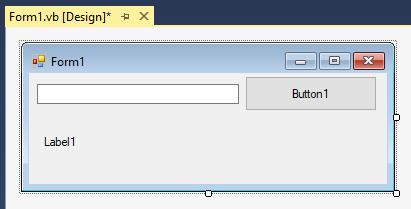 Form1.vb [Design]*
Form1
Button1
Label1